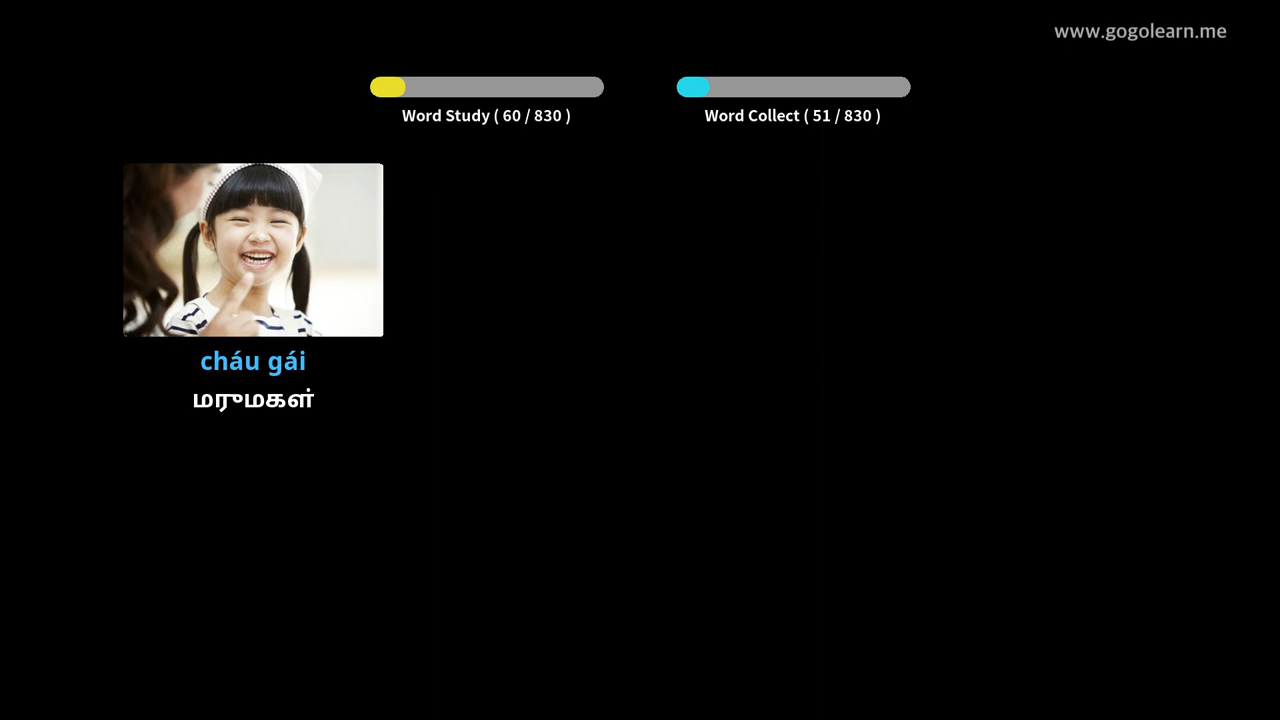 www.gogolearn.me
Word Study ( 60 / 830 )
Word Collect ( 51 / 830 )
cháu gái
மருமகள்